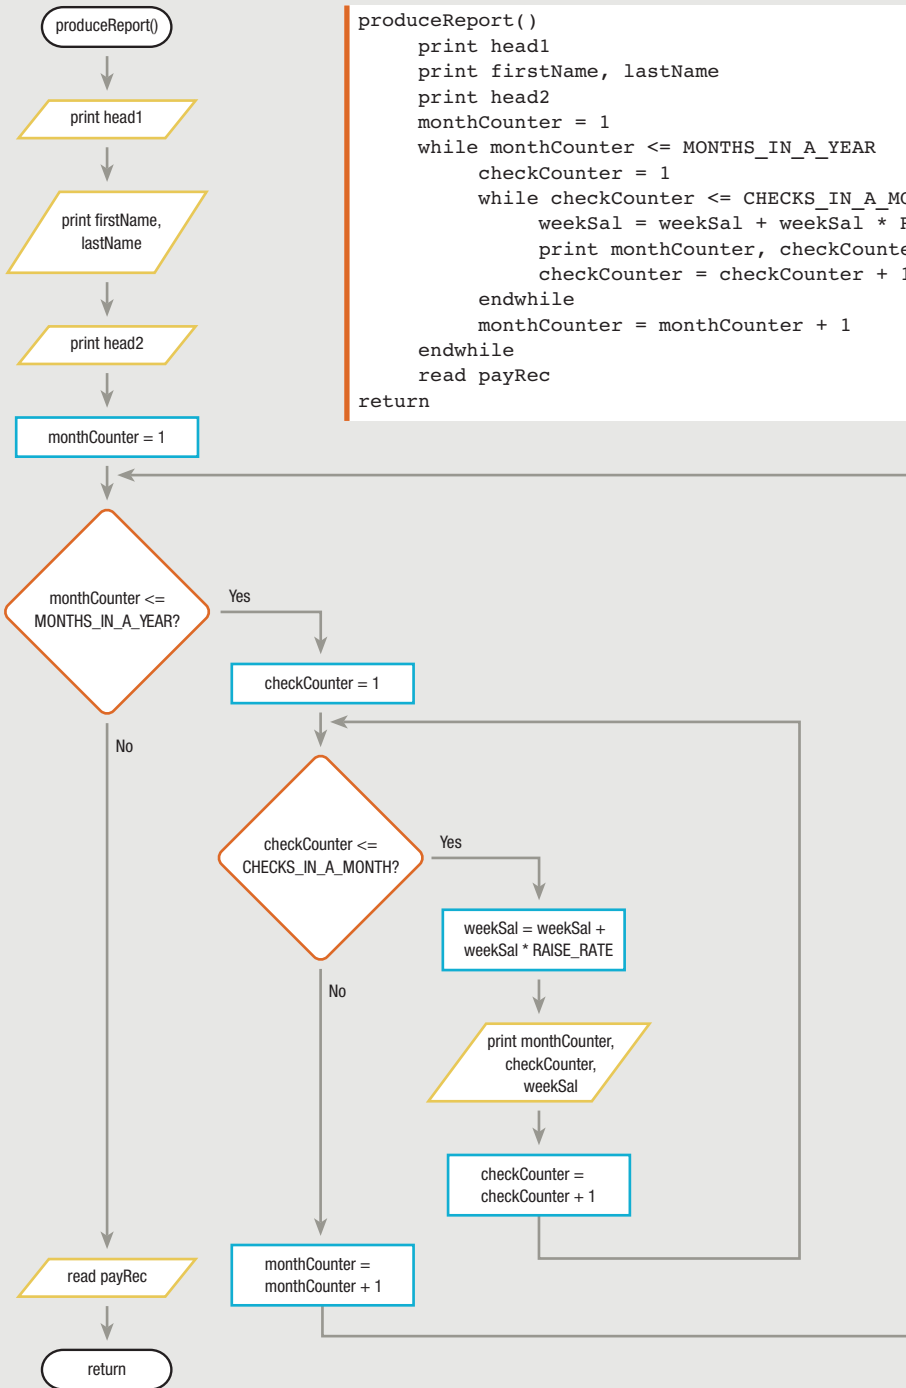 produceReport()
print head1
print firstName, lastName
print head2
monthCounter = 1
while monthCounter <= MONTHS_IN_A_YEAR
checkCounter = 1
while checkCounter <=
weekSal = weekSal + weekSal *
print monthCounter,
checkCounter = checkCounter +
endwhile
monthCounter = monthCounter + 1
endwhile
read payRec
return
produceReport()
print head1
print firstName,
lastName
print head2
monthCounter = 1
monthCounter <=
MONTHS_IN_A_YEAR?
Yes
checkCounter = 1
No
checkCounter <=
CHECKS_IN_A_MONTH?
Yes
weekSal = weekSal +
weekSal * RAISE_RATE
No
print monthCounter,
checkCounter,
weekSal
checkCounter =
checkCounter + 1
monthCounter =
monthCounter + 1
read payRec
return